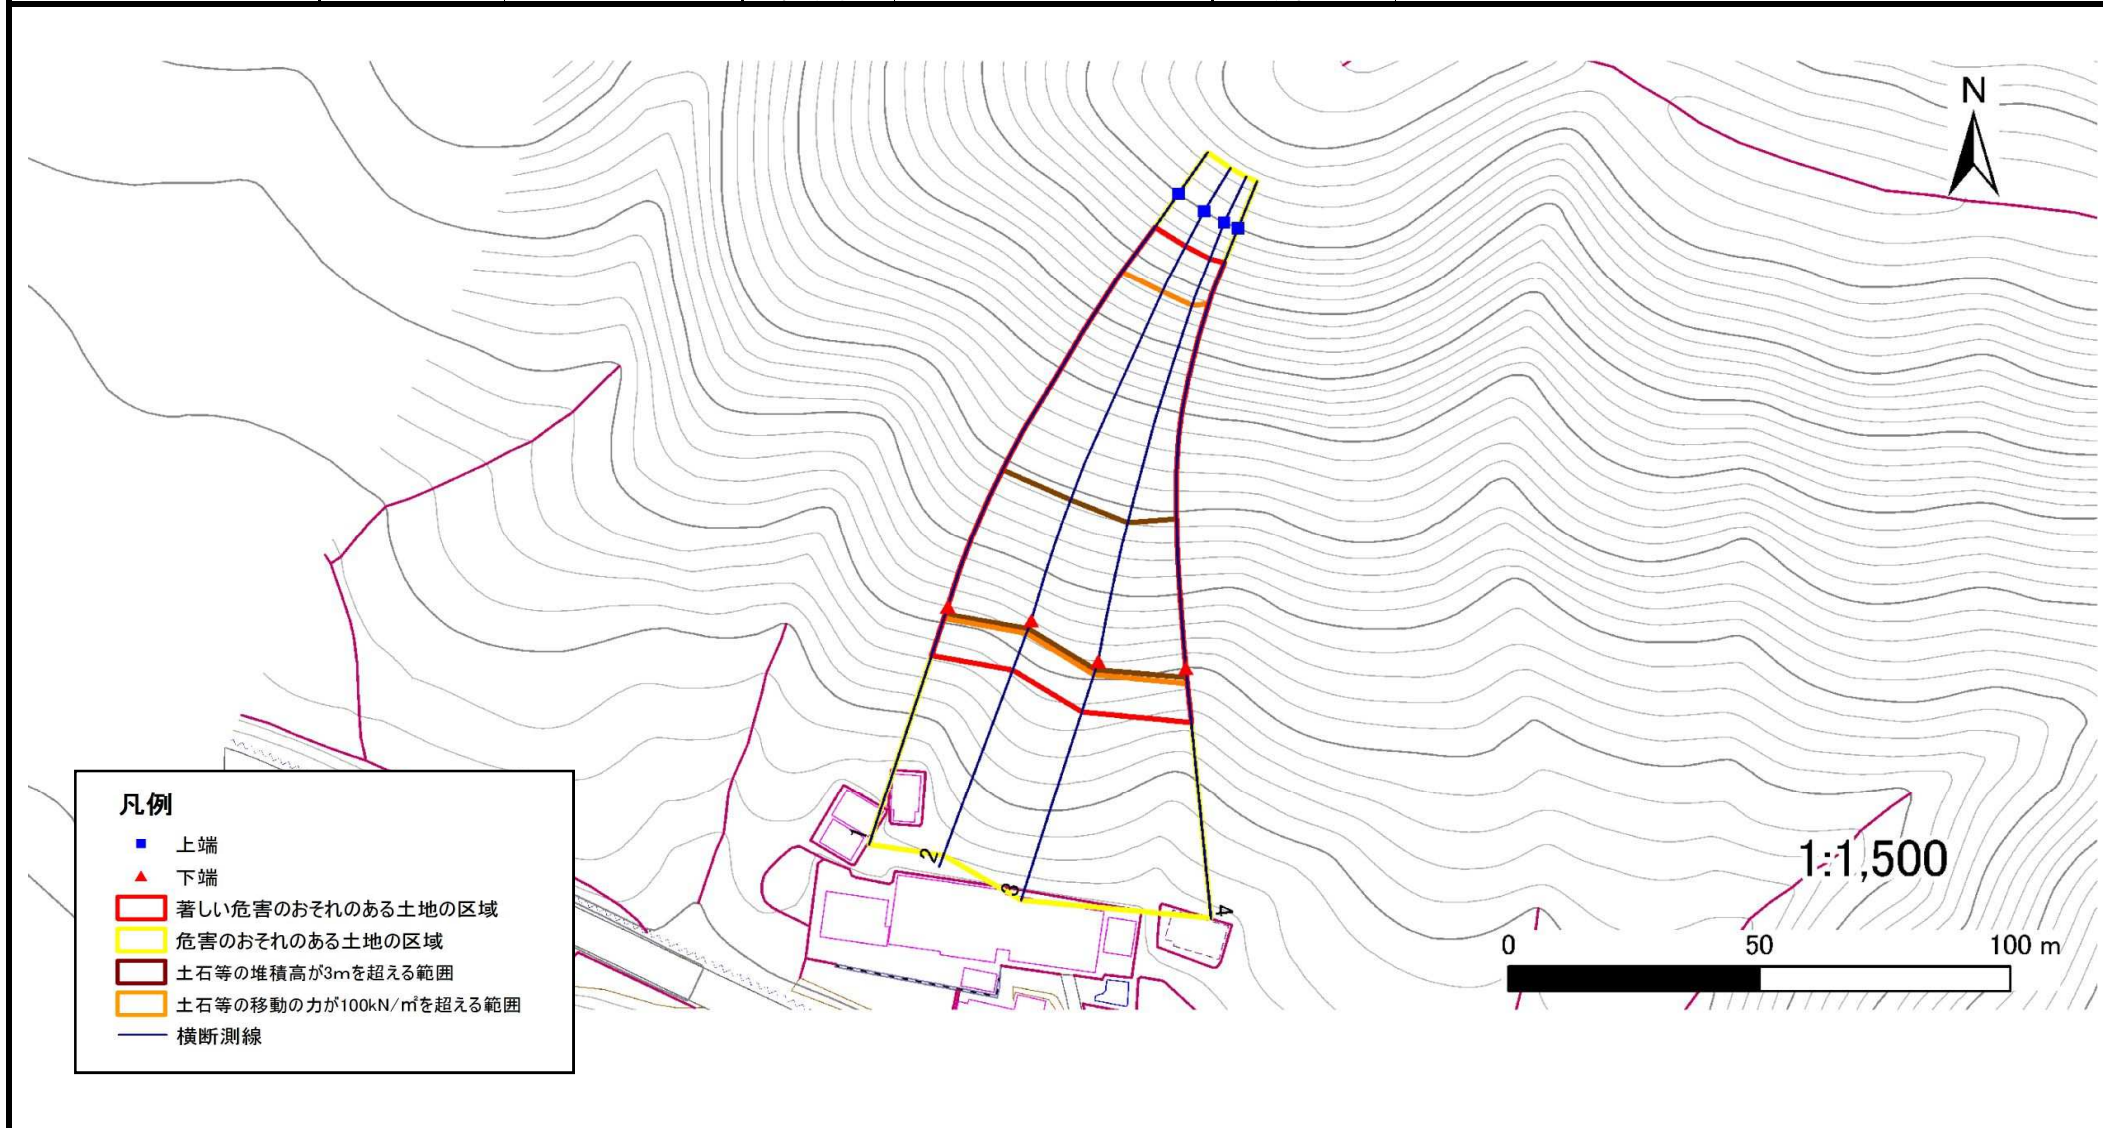 N
1
2
3
4
1:1,500
0 50 100 m
凡例
上端
下端
著しい危害のおそれのある土地の区域
危害のおそれのある土地の区域
土石等の堆積高が3mを超える範囲
土石等の移動の力が100kN/㎡を超える範囲
横断測線